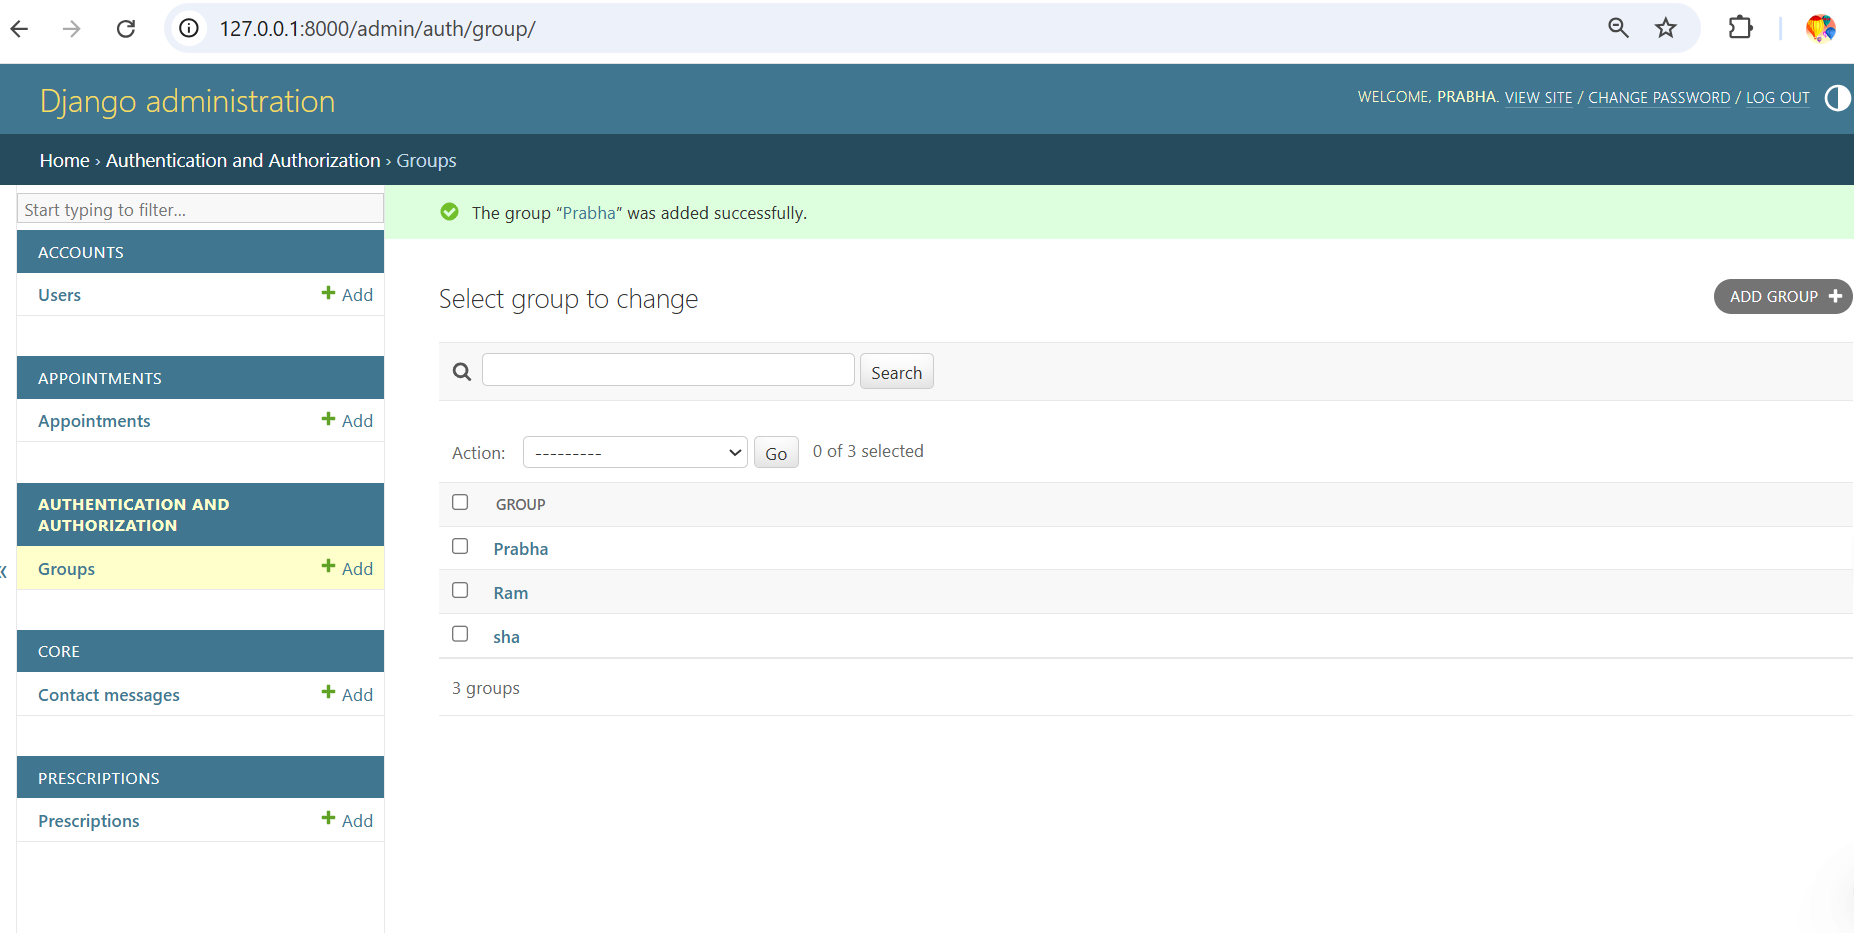 127.0.0.1:8000/admin/auth/group/
Django administration
WELCOME, PRABHA. VIEW SITE / CHANGE PASSWORD / LOG OUT
Home › Authentication and Authorization › Groups
Start typing to filter...
ACCOUNTS
Users + Add
APPOINTMENTS
Appointments + Add
AUTHENTICATION AND
AUTHORIZATION
Groups + Add
CORE
Contact messages + Add
PRESCRIPTIONS
Prescriptions + Add
«
The group “Prabha” was added successfully.
Select group to change
ADD GROUP +
Search
Action: --------- Go 0 of 3 selected
GROUP
Prabha
Ram
sha
3 groups